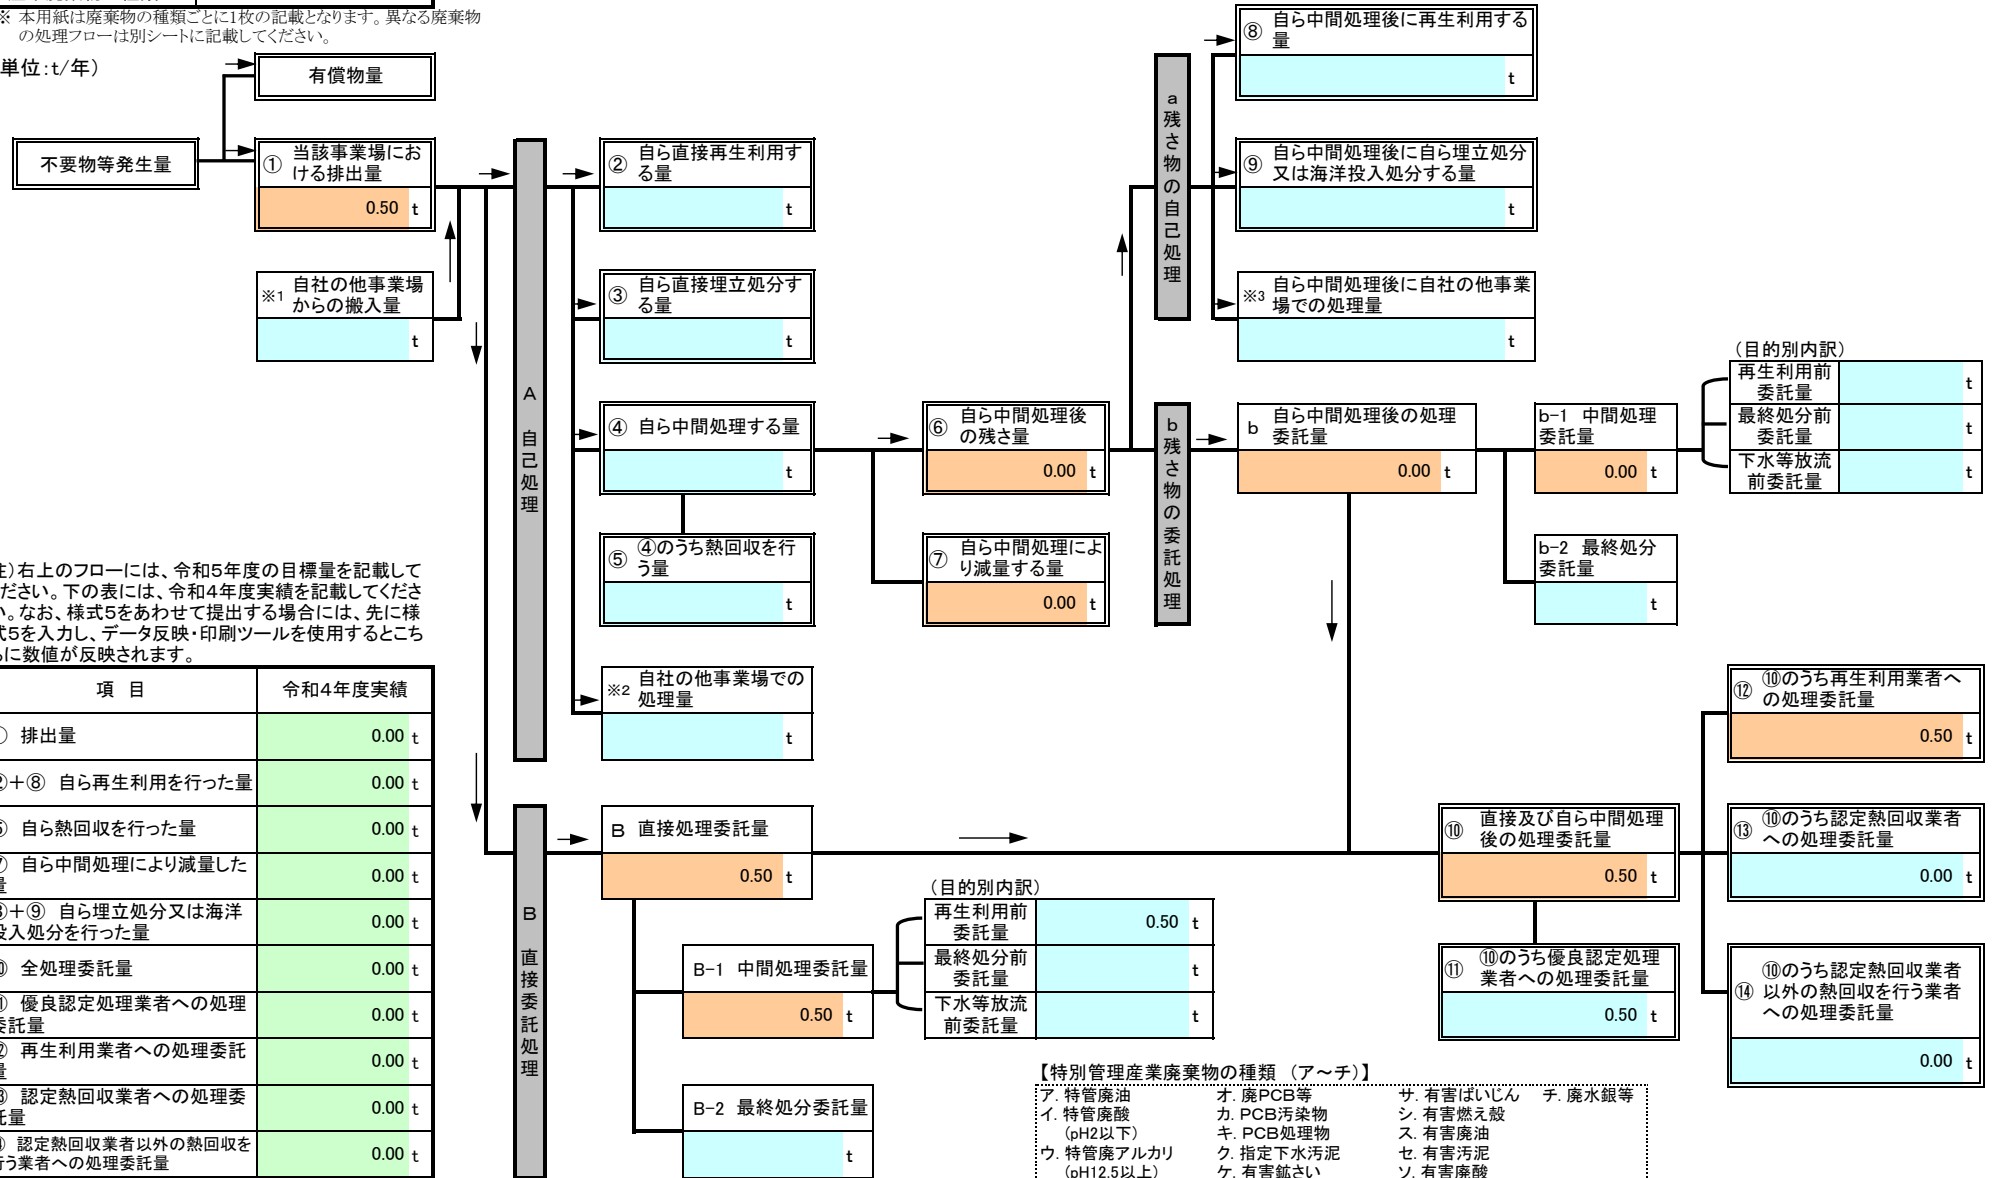 ※ 本用紙は廃棄物の種類ごとに1枚の記載となります。異なる廃棄物
の処理フローは別シートに記載してください。
単位:t/年)
有償物量
不要物等発生量
① 当該事業場にお
ける排出量
0.50 t
※1 自社の他事業場
からの搬入量
t
A 自己処理
② 自ら直接再生利用す
る量
t
③ 自ら直接埋立処分す
る量
t
④ 自ら中間処理する量
t
⑤ ④のうち熱回収を行
う量
t
※2 自社の他事業場での
処理量
t
⑥ 自ら中間処理後
の残さ量
0.00 t
⑦ 自ら中間処理によ
り減量する量
0.00 t
a 残さ物の自己処理
⑧ 自ら中間処理後に再生利用する
量
t
⑨ 自ら中間処理後に自ら埋立処分
又は海洋投入処分する量
t
※3 自ら中間処理後に自社の他事業
場での処理量
t
b 残さ物の委託処理
b 自ら中間処理後の処理
委託量
0.00 t
b-1 中間処理
委託量
0.00 t
(目的別内訳)
再生利用前
委託量
t
最終処分前
委託量
t
下水等放流
前委託量
t
b-2 最終処分
委託量
t
注)右上のフローには、令和5年度の目標量を記載して
ください。下の表には、令和4年度実績を記載してくださ
い。なお、様式5をあわせて提出する場合には、先に様
式5を入力し、データ反映・印刷ツールを使用するとこち
らに数値が反映されます。
項 目 令和4年度実績
① 排出量 0.00 t
②+⑧ 自ら再生利用を行った量 0.00 t
⑤ 自ら熱回収を行った量 0.00 t
⑦ 自ら中間処理により減量した
量 0.00 t
③+⑨ 自ら埋立処分又は海洋
投入処分を行った量 0.00 t
⑩ 全処理委託量 0.00 t
⑪ 優良認定処理業者への処理
委託量 0.00 t
⑫ 再生利用業者への処理委託
量 0.00 t
⑬ 認定熱回収業者への処理委
託量 0.00 t
⑭ 認定熱回収業者以外の熱回収を
行う業者への処理委託量 0.00 t
B 直接委託処理
B 直接処理委託量
0.50 t
B-1 中間処理委託量
0.50 t
B-2 最終処分委託量
t
(目的別内訳)
再生利用前
委託量
0.50 t
最終処分前
委託量
t
下水等放流
前委託量
t
⑩ 直接及び自ら中間処理
後の処理委託量
0.50 t
⑪ ⑩のうち優良認定処理
業者への処理委託量
0.50 t
⑫ ⑩のうち再生利用業者へ
の処理委託量
0.50 t
⑬ ⑩のうち認定熱回収業者
への処理委託量
0.00 t
⑭ ⑩のうち認定熱回収業者
以外の熱回収を行う業者
への処理委託量
0.00 t
【特別管理産業廃棄物の種類 (ア～チ)】
ア. 特管廃油 オ. 廃PCB等 サ. 有害ばいじん チ. 廃水銀等
イ. 特管廃酸 カ. PCB汚染物 シ. 有害燃え殻
(pH2以下) キ. PCB処理物 ス. 有害廃油
ウ. 特管廃アルカリ ク. 指定下水汚泥 セ. 有害汚泥
(pH12.5以上) ケ. 有害鉱さい ソ. 有害廃酸